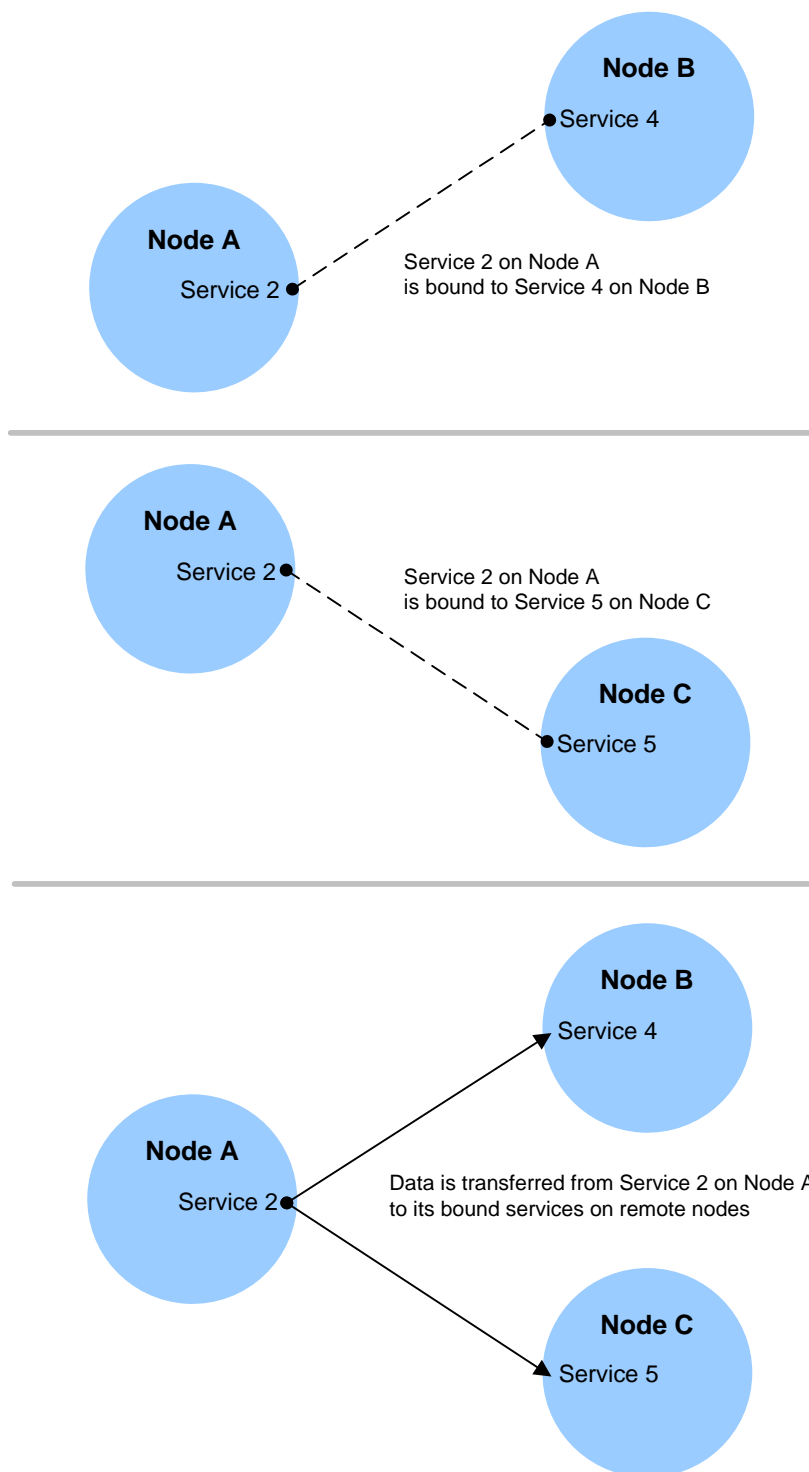 Node B
Service 4
Node A
Service 2
Service 2 on Node A
is bound to Service 4 on Node B
Node A
Service 2
Service 2 on Node A
is bound to Service 5 on Node C
Node C
Service 5
Node B
Service 4
Node A
Service 2
Data is transferred from Service 2 on Node A
to its bound services on remote nodes
Node C
Service 5